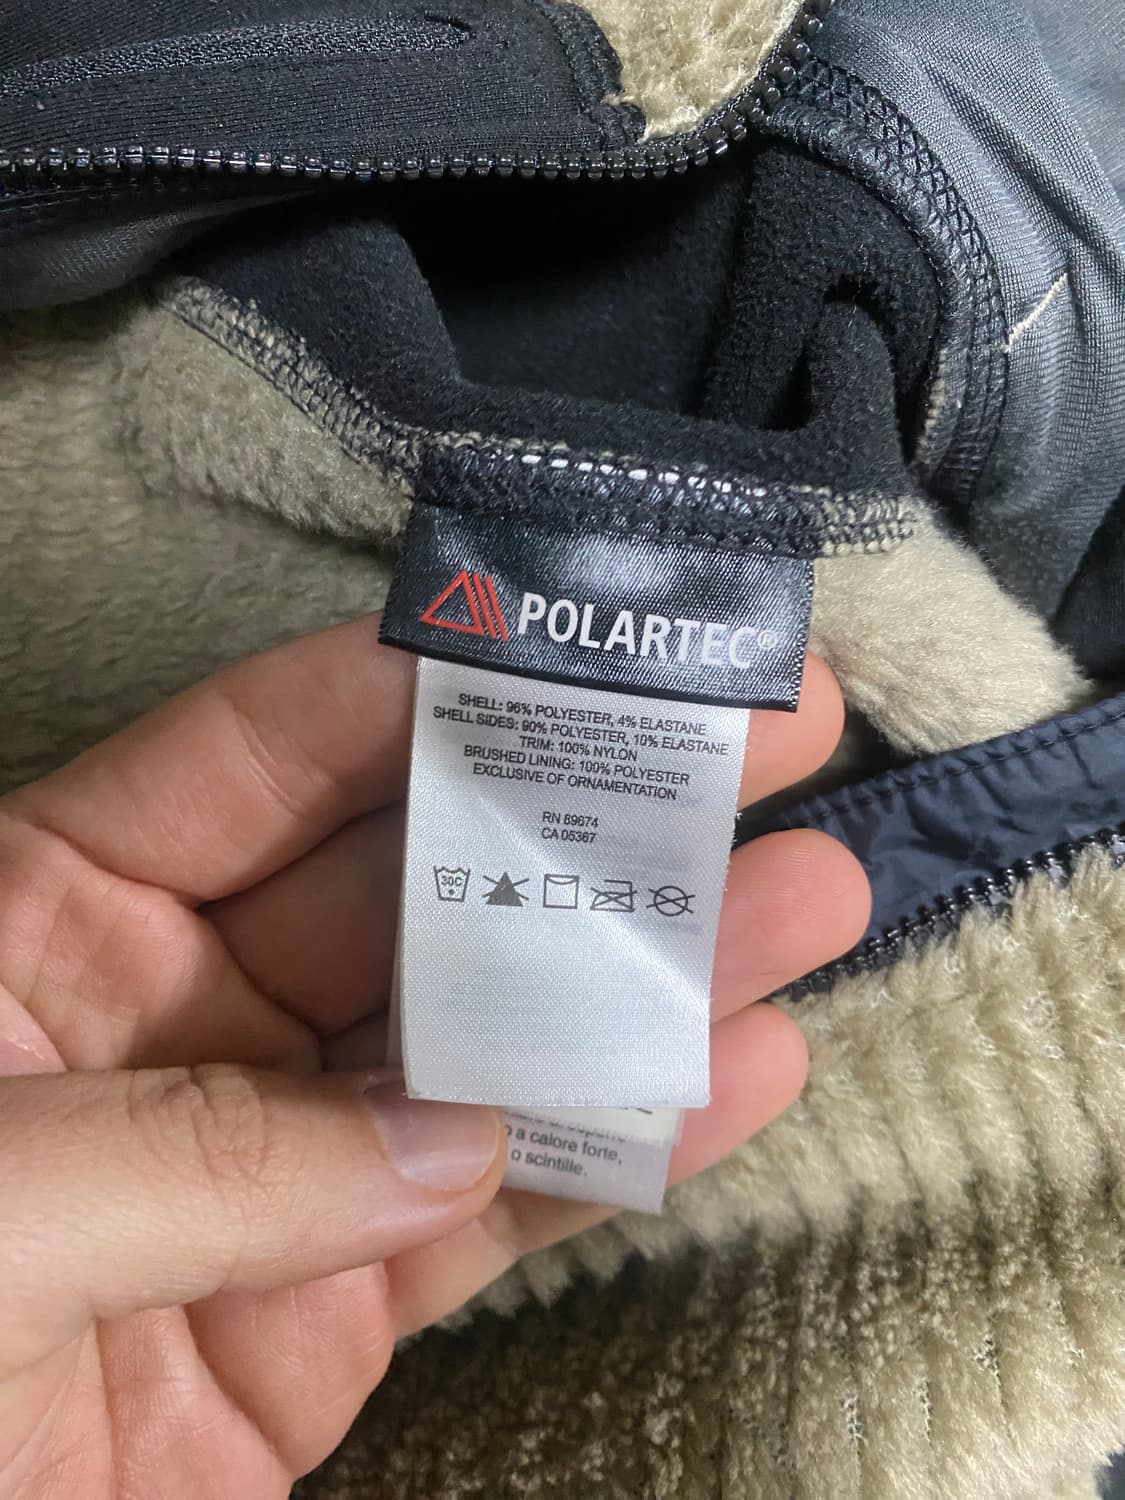 POLARTEC®
SHELL: 96% POLYESTER, 4% ELASTANE
SHELL SIDES: 90% POLYESTER, 10% ELASTANE
TRIM: 100% NYLON
BRUSHED LINING: 100% POLYESTER
EXCLUSIVE OF ORNAMENTATION
RN 89674
CA 05367
30C
a calore forte,
o scintille.